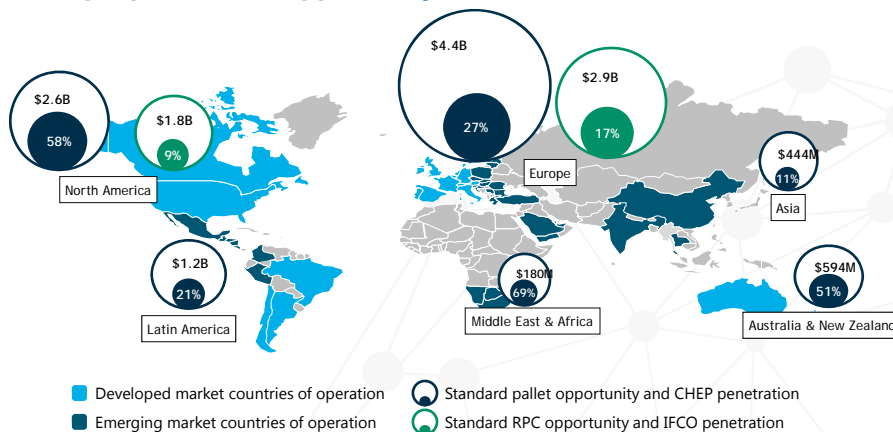 $4.4B
$2.9B
$2.6B
$1.8B
58%
9%
27%
17%
$444M
11%
North America
Europe
Asia
$1.2B
21%
$180M
69%
$594M
51%
Latin America
Middle East & Africa
Australia & New Zealand
Developed market countries of operation
Standard pallet opportunity and CHEP penetration
Emerging market countries of operation
Standard RPC opportunity and IFCO penetration